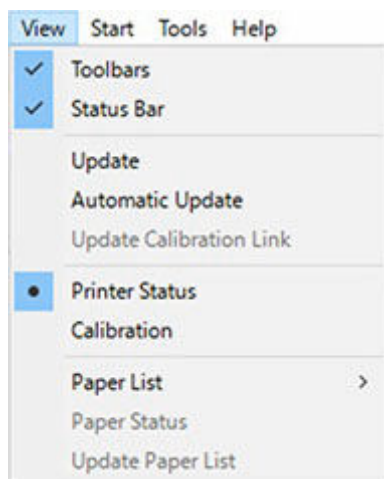 View Start Tools Help
Toolbars
Status Bar
Update
Automatic Update
Update Calibration Link
Printer Status
Calibration
Paper List
Paper Status
Update Paper List